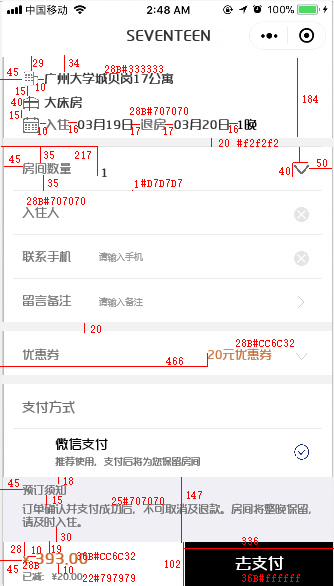 中国移动 2:48 AM 100%
SEVENTEEN
29 34 28B#333333
45 广州大学城贝岗17公寓
15 10
40 大床房 184
15 28B#707070
入住 03月19日 退房 03月20日 1晚
10 16 17 17 16
20 #f2f2f2
35 217
45 房间数量 1 40 50
35 1#D7D7D7
28B#707070
入住人
联系手机 请输入手机
留言备注 请输入备注
20
28B#CC6C32
优惠券 20元优惠券
466
支付方式
微信支付
推荐使用，支付后将为您保留房间
45 18
预订须知
15 25#707070 147
订单确认并支付成功后，不可取消及退款。房间将整晚保留，
45 请及时入住。
30
28 10 19 336
¥393.00 36B#CC6C32 去支付
102
已减: ¥20.00 22#797979 36B#ffffff